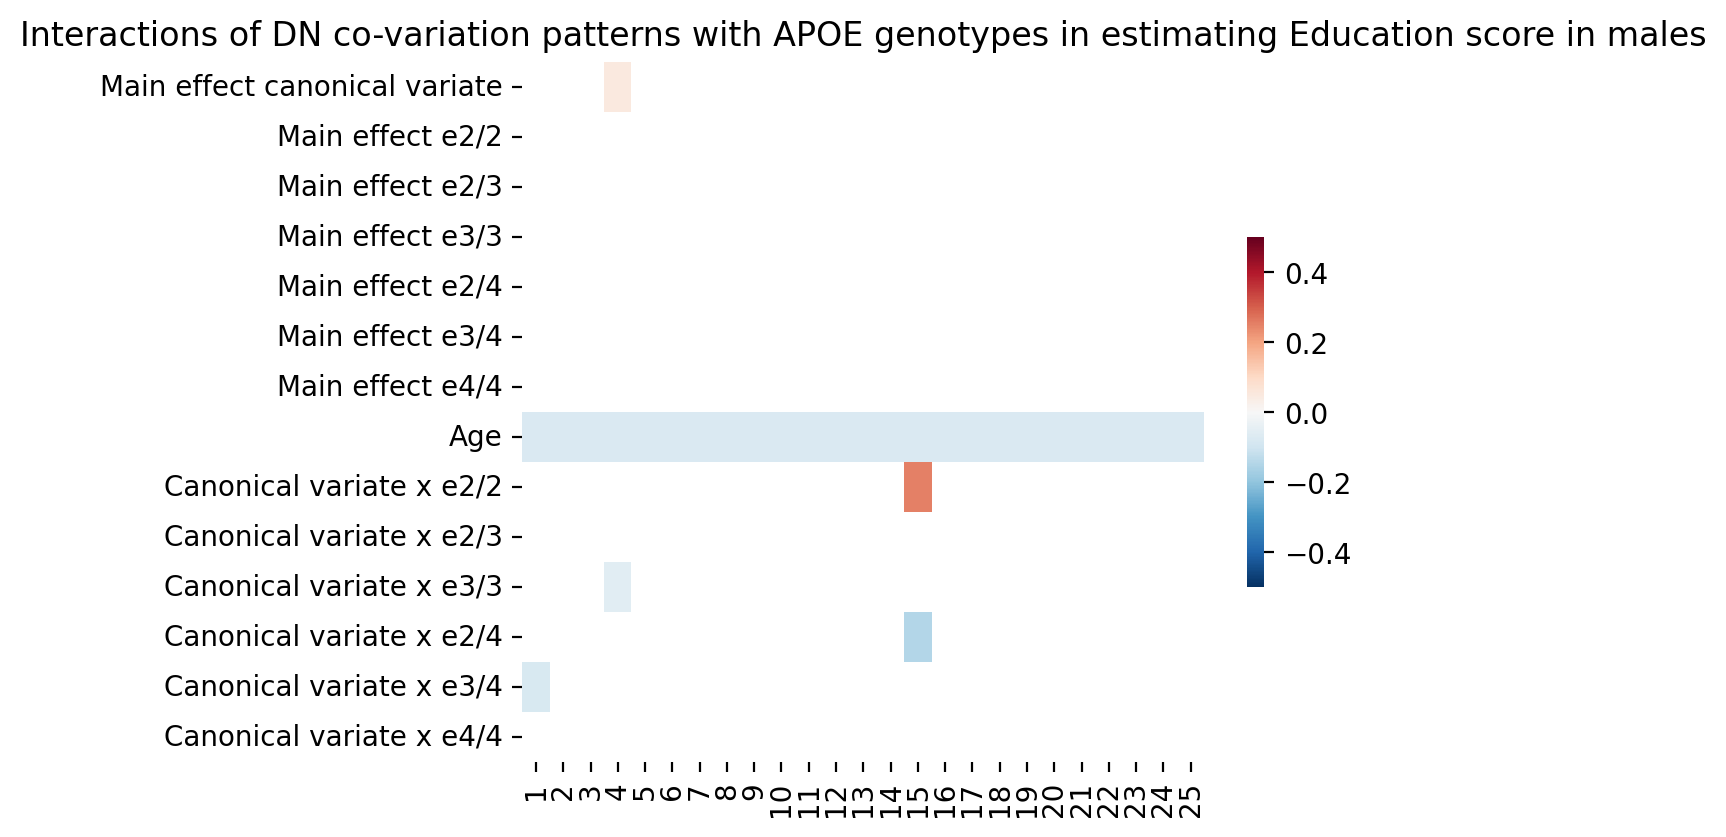 Interactions of DN co-variation patterns with APOE genotypes in estimating Education score in males
Main effect canonical variate
Main effect e2/2
Main effect e2/3
Main effect e3/3
Main effect e2/4
Main effect e3/4
Main effect e4/4
Age
Canonical variate x e2/2
Canonical variate x e2/3
Canonical variate x e3/3
Canonical variate x e2/4
Canonical variate x e3/4
Canonical variate x e4/4
1 2 3 4 5 6 7 8 9 10 11 12 13 14 15 16 17 18 19 20 21 22 23 24 25
0.4
0.2
0.0
−0.2
−0.4